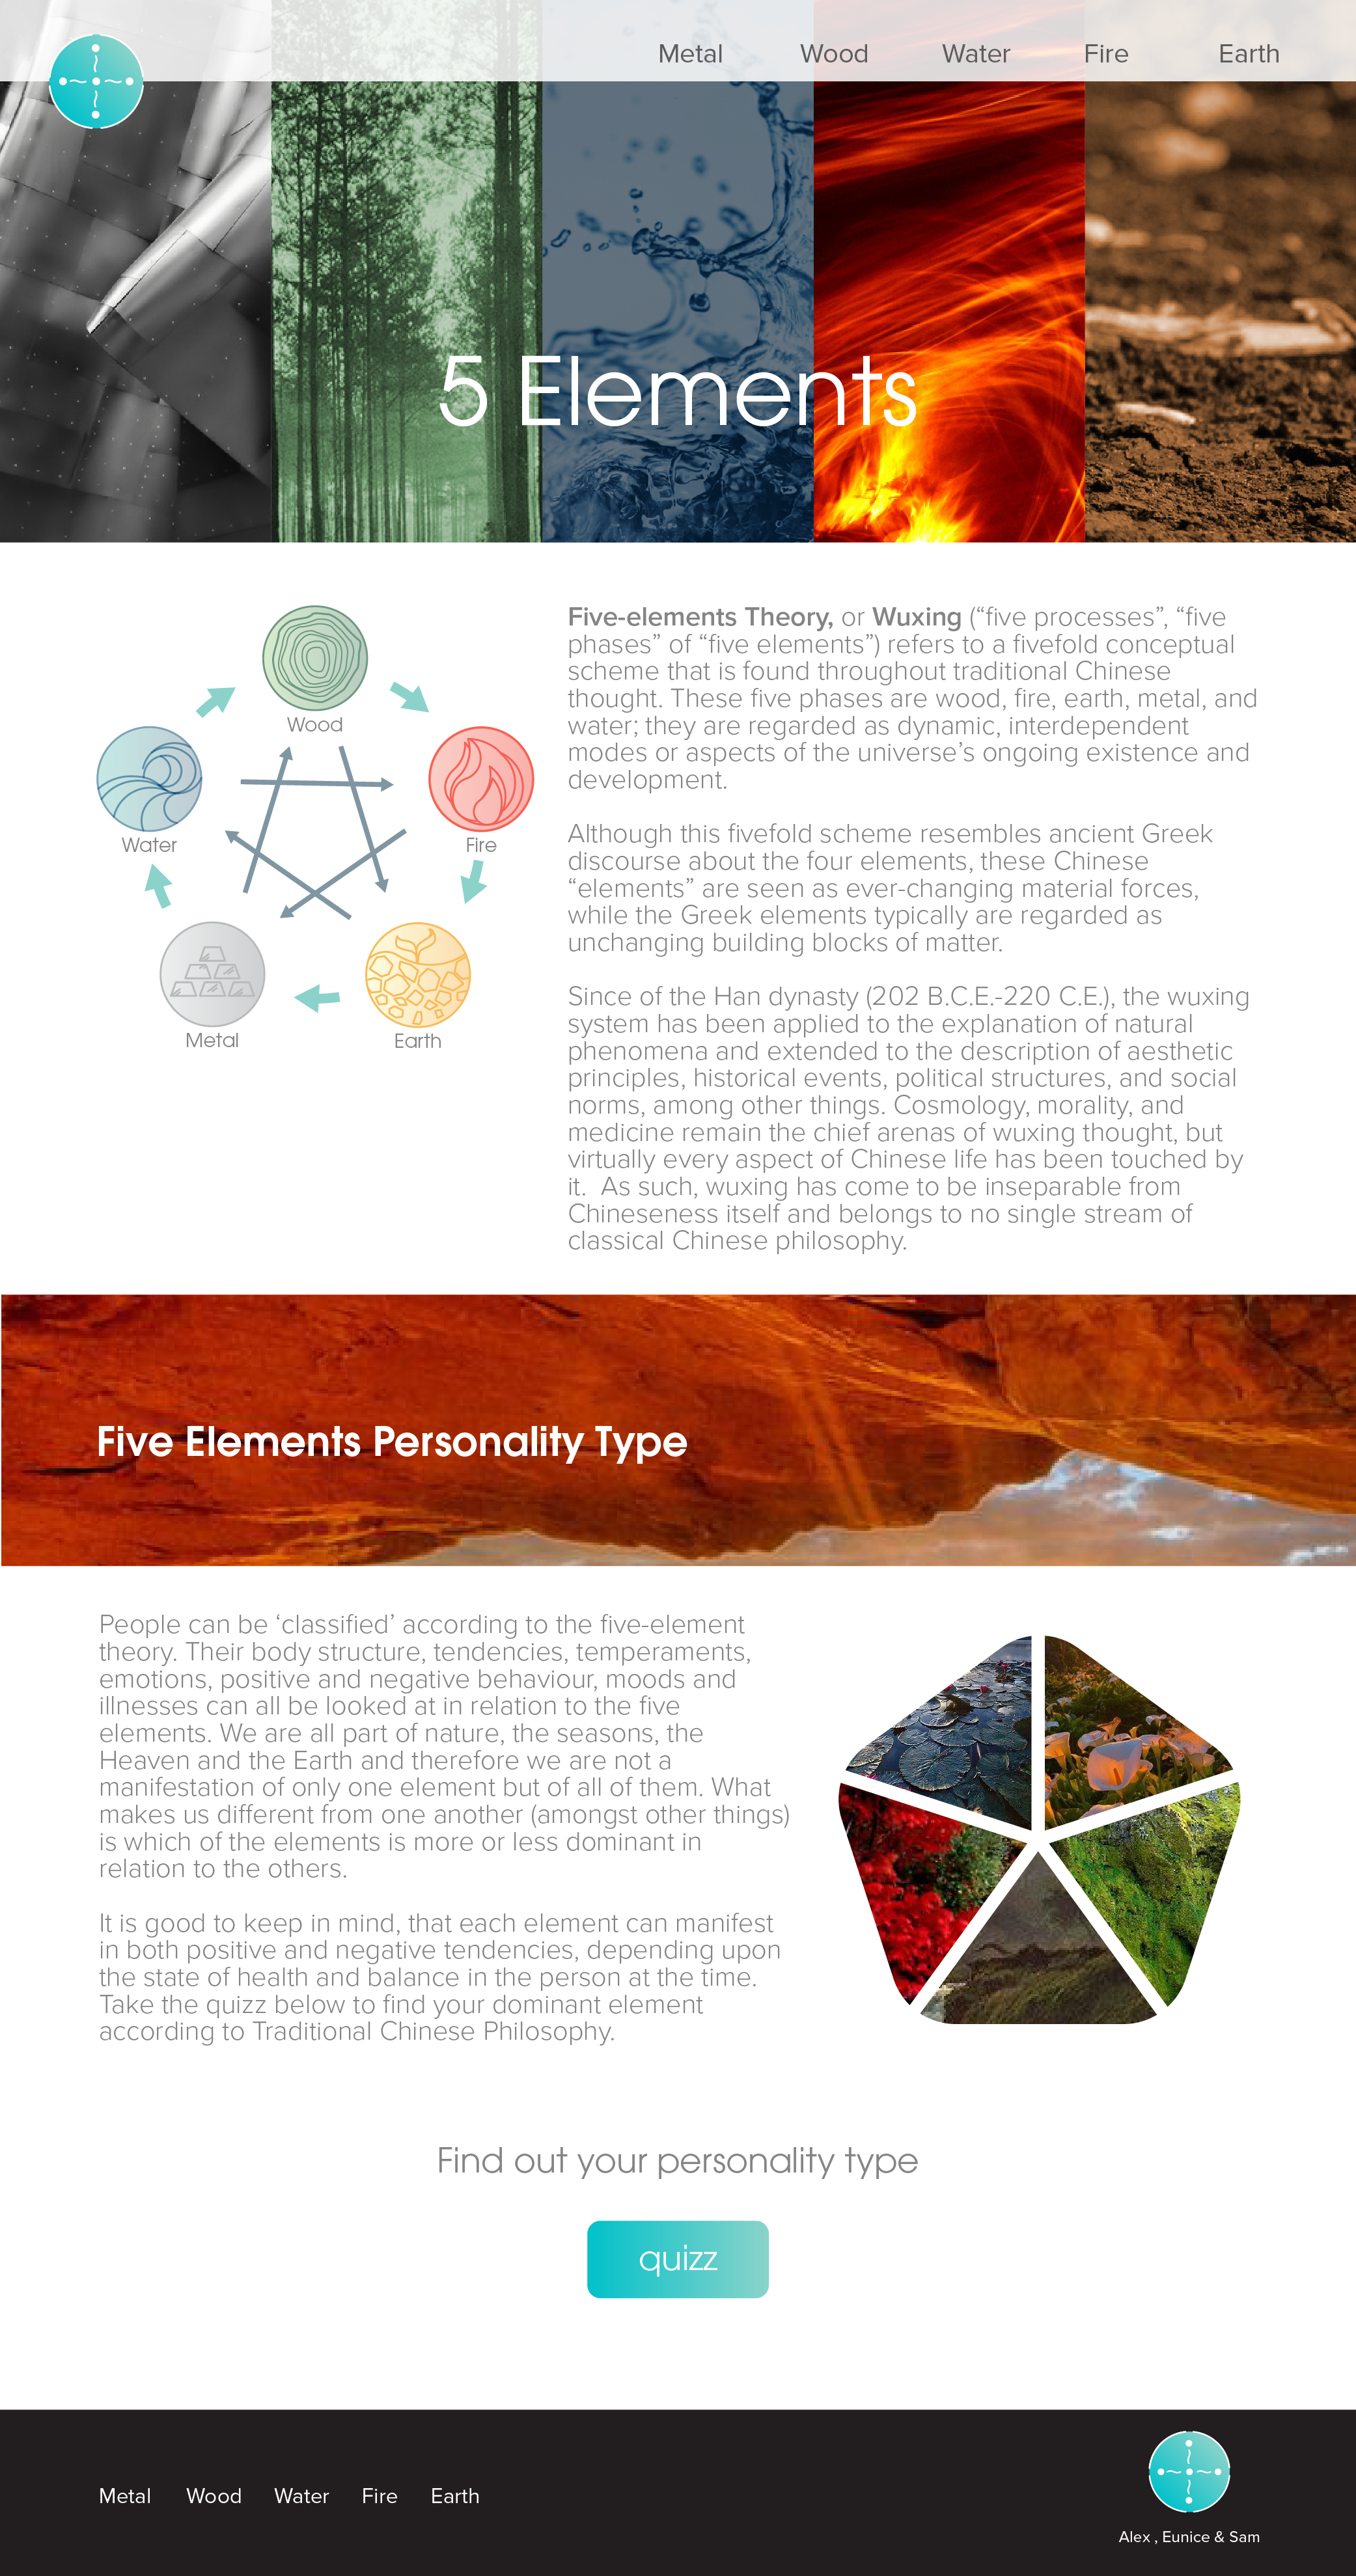 Metal Wood Water Fire Earth
5 Elements
Wood
Water
Fire
Metal
Earth
Five-elements Theory, or Wuxing (“five processes”, “five
phases” of “five elements”) refers to a fivefold conceptual
scheme that is found throughout traditional Chinese
thought. These five phases are wood, fire, earth, metal, and
water; they are regarded as dynamic, interdependent
modes or aspects of the universe’s ongoing existence and
development.
Although this fivefold scheme resembles ancient Greek
discourse about the four elements, these Chinese
“elements” are seen as ever-changing material forces,
while the Greek elements typically are regarded as
unchanging building blocks of matter.
Since of the Han dynasty (202 B.C.E.-220 C.E.), the wuxing
system has been applied to the explanation of natural
phenomena and extended to the description of aesthetic
principles, historical events, political structures, and social
norms, among other things. Cosmology, morality, and
medicine remain the chief arenas of wuxing thought, but
virtually every aspect of Chinese life has been touched by
it.  As such, wuxing has come to be inseparable from
Chineseness itself and belongs to no single stream of
classical Chinese philosophy.
Five Elements Personality Type
People can be ‘classified’ according to the five-element
theory. Their body structure, tendencies, temperaments,
emotions, positive and negative behaviour, moods and
illnesses can all be looked at in relation to the five
elements. We are all part of nature, the seasons, the
Heaven and the Earth and therefore we are not a
manifestation of only one element but of all of them. What
makes us different from one another (amongst other things)
is which of the elements is more or less dominant in
relation to the others.
It is good to keep in mind, that each element can manifest
in both positive and negative tendencies, depending upon
the state of health and balance in the person at the time.
Take the quizz below to find your dominant element
according to Traditional Chinese Philosophy.
Find out your personality type
quizz
Metal Wood Water Fire Earth
Alex , Eunice & Sam